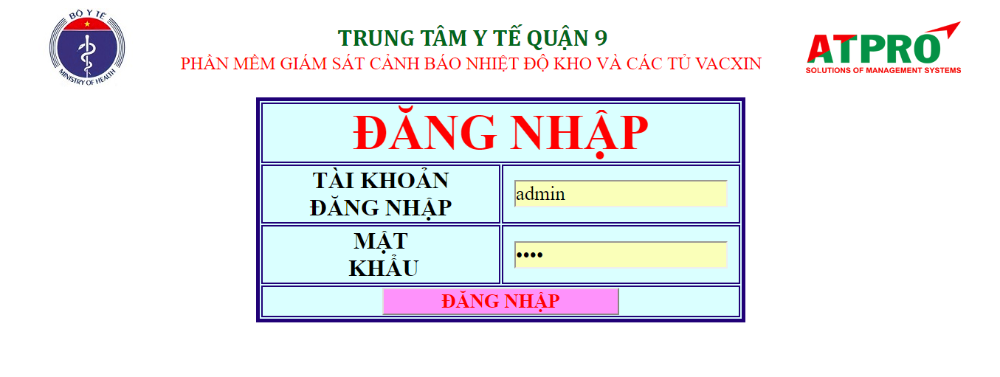 BỘ Y TẾ
MINISTRY OF HEALTH
TRUNG TÂM Y TẾ QUẬN 9
PHẦN MỀM GIÁM SÁT CẢNH BÁO NHIỆT ĐỘ KHO VÀ CÁC TỦ VACXIN
ATPRO
SOLUTIONS OF MANAGEMENT SYSTEMS
ĐĂNG NHẬP
TÀI KHOẢN
ĐĂNG NHẬP
admin
MẬT
KHẨU
••••
ĐĂNG NHẬP